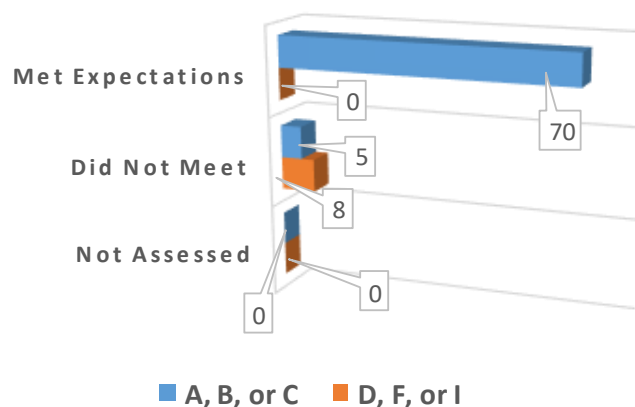 Met Expectations
0
70
Did Not Meet
5
8
Not Assessed
0
0
A, B, or C D, F, or I